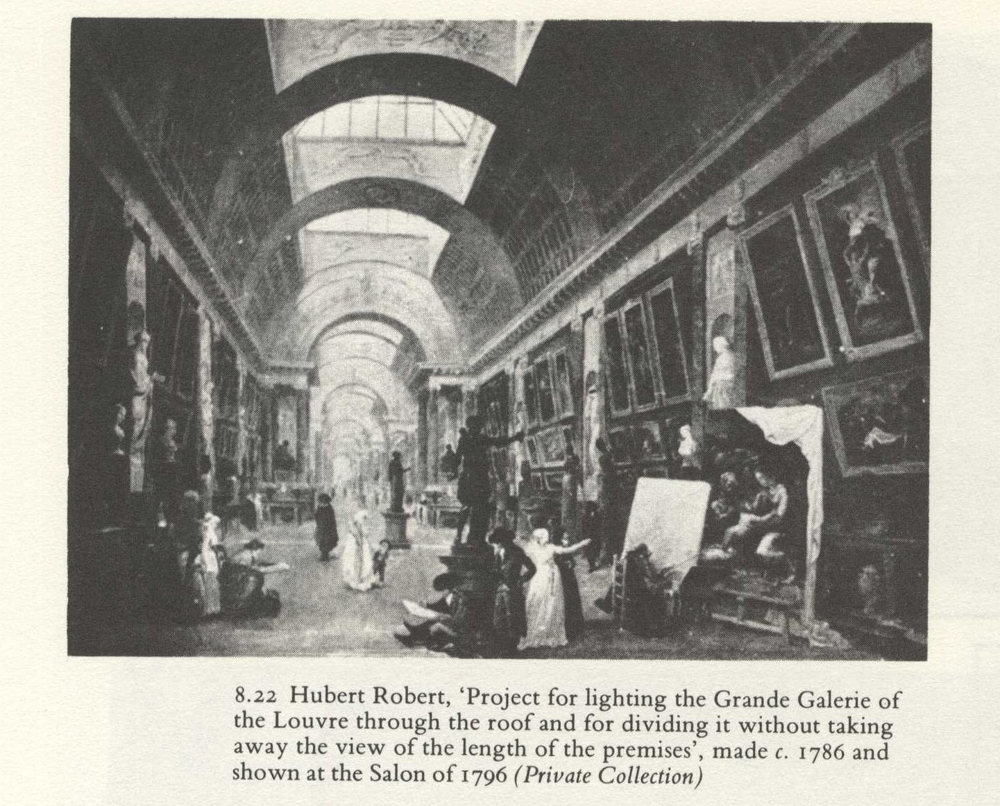 8.22 Hubert Robert, ‘Project for lighting the Grande Galerie of
the Louvre through the roof and for dividing it without taking
away the view of the length of the premises’, made c. 1786 and
shown at the Salon of 1796 (Private Collection)